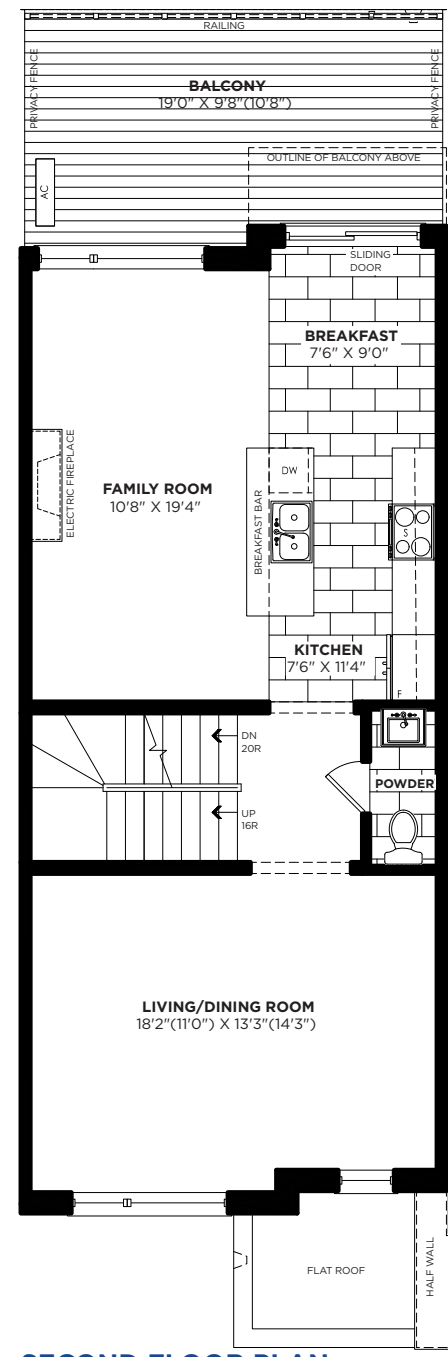 RAILING
PRIVACY FENCE
PRIVACY FENCE
BALCONY
19'0" X 9'8"(10'8")
OUTLINE OF BALCONY ABOVE
AC
SLIDING
DOOR
BREAKFAST
7'6" X 9'0"
ELECTRIC FIREPLACE
FAMILY ROOM
10'8" X 19'4"
DW
BREAKFAST BAR
S
KITCHEN
7'6" X 11'4"
F
DN
20R
POWDER
UP
16R
LIVING/DINING ROOM
18'2"(11'0") X 13'3"(14'3")
FLAT ROOF
HALF WALL
SECOND FLOOR PLAN